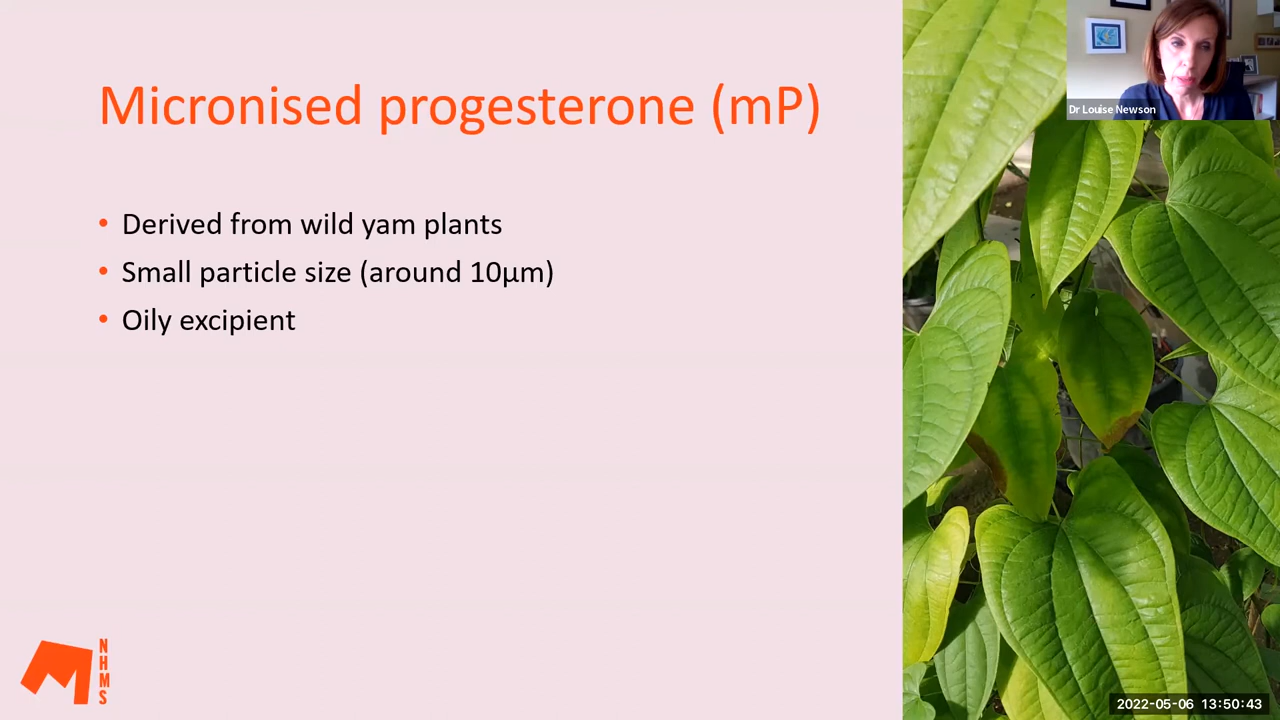 Micronised progesterone (mP)
Dr Louise Newson
• Derived from wild yam plants
• Small particle size (around 10µm)
• Oily excipient
NHMS
2022-05-06 13:50:43